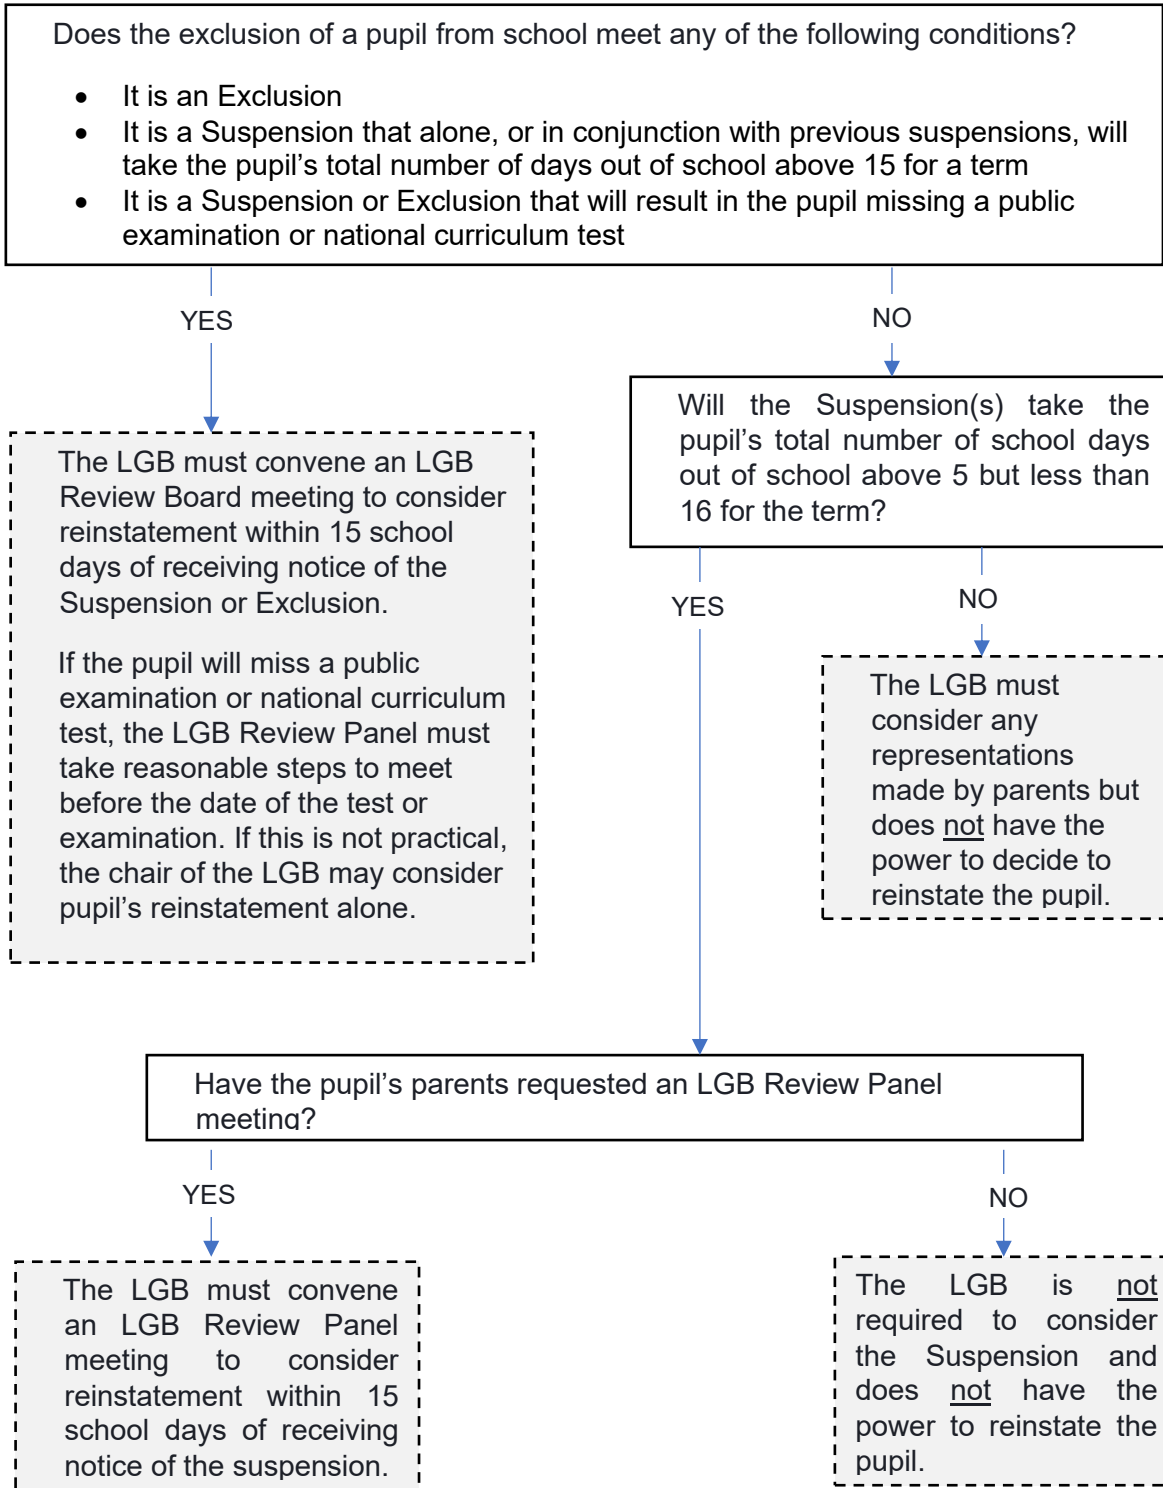 Does the exclusion of a pupil from school meet any of the following conditions?
• It is an Exclusion
• It is a Suspension that alone, or in conjunction with previous suspensions, will
take the pupil’s total number of days out of school above 15 for a term
• It is a Suspension or Exclusion that will result in the pupil missing a public
examination or national curriculum test
YES
NO
Will the Suspension(s) take the
pupil’s total number of school days
out of school above 5 but less than
16 for the term?
The LGB must convene an LGB
Review Board meeting to consider
reinstatement within 15 school
days of receiving notice of the
Suspension or Exclusion.
If the pupil will miss a public
examination or national curriculum
test, the LGB Review Panel must
take reasonable steps to meet
before the date of the test or
examination. If this is not practical,
the chair of the LGB may consider
pupil’s reinstatement alone.
YES
NO
The LGB must
consider any
representations
made by parents but
does not have the
power to decide to
reinstate the pupil.
Have the pupil’s parents requested an LGB Review Panel
meeting?
YES
NO
The LGB must convene
an LGB Review Panel
meeting to consider
reinstatement within 15
school days of receiving
notice of the suspension.
The LGB is not
required to consider
the Suspension and
does not have the
power to reinstate the
pupil.